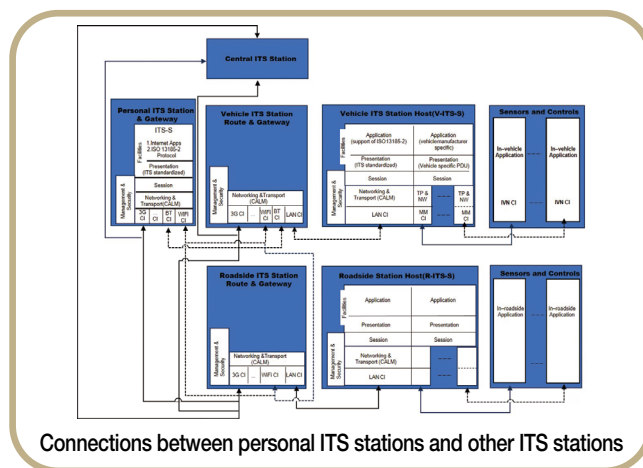 Central ITS Station
Personal ITS Station
& Gateway
ITS-S
Facilities
1.Internet Apps
2.ISO 13185-2
Protocol
Presentation
(ITS standardized)
Session
Management &
Security
Networking &
Transport(CALM)
3G
CI
...
CI
BT
CI
WIFI
CI
Vehicle ITS Station
Route & Gateway
Management &
Security
Networking &Transport
(CALM)
3G CI
...
WIFI
CI
BT
CI
LAN CI
Vehicle ITS Station Host(V-ITS-S)
Facilities
Application
(support of ISO13185-2)
Application
(vehiclemanufacturer
specific)
Presentation
(ITS standardized)
Presentation
(Vehicle specific PDU)
Session
Session
Management &
Security
Networking &
Transport (CALM)
TP &
NW
TP &
NW
LAN CI
MM
CI
MM
CI
Sensors and Controls
In-vehicle
Application
In-vehicle
Application
IVN CI
IVN CI
Roadside ITS Station
Route & Gateway
Management &
Security
Networking &Transport
(CALM)
3G CI
...
WIFI CI
LAN CI
Roadside Station Host(R-ITS-S)
Facilities
Application
Application
Presentation
Presentation
Session
Session
Management &
Security
Networking &
Transport (CALM)
LAN CI
Sensors and Controls
In-roadside
Application
In-roadside
Application
Connections between personal ITS stations and other ITS stations